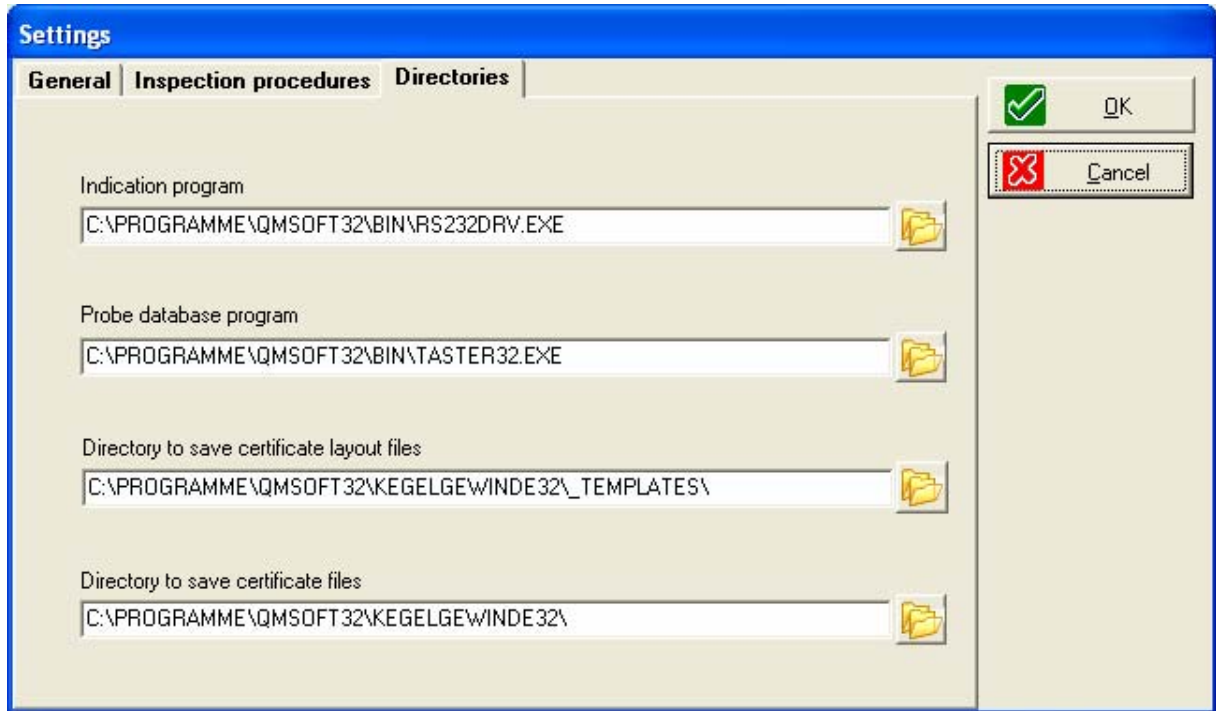 Settings
General
Inspection procedures
Directories
OK
Cancel
Indication program
C:\PROGRAMME\QMSOFT32\BIN\RS232DRV.EXE
Probe database program
C:\PROGRAMME\QMSOFT32\BIN\TASTER32.EXE
Directory to save certificate layout files
C:\PROGRAMME\QMSOFT32\KEGELGEWINDE32\_TEMPLATES\
Directory to save certificate files
C:\PROGRAMME\QMSOFT32\KEGELGEWINDE32\